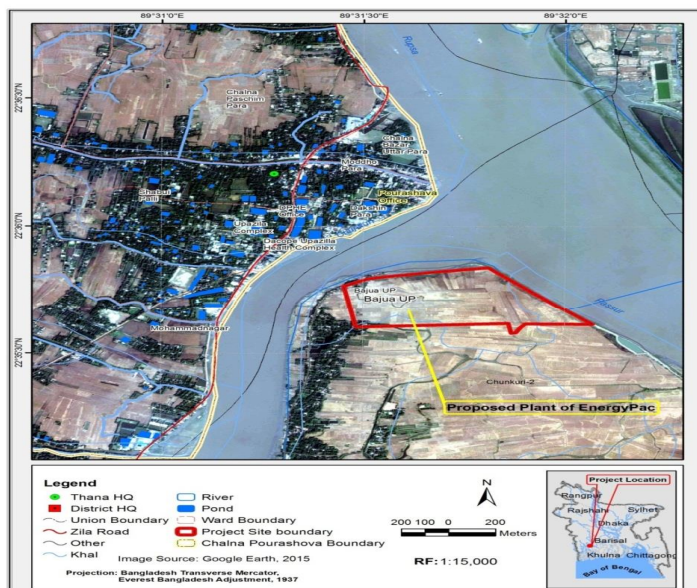 89°31'0"E
89°31'30"E
89°32'0"E
22°36'30"N
22°36'0"N
22°35'30"N
Rupsa
Chalna
Paschim
Para
Chalna
Bazar
Uttar Para
Moddho
Para
Shabuj
Palli
Pourashava
Office
DPHE
office
Dakshin
Para
Upazila
Complex
Dacope Upazilla
Health Complex
Bajua UP
Bajua UP
Mohammadnagar
Chunkuri-2
Proposed Plant of EnergyPac
Legend
Thana HQ
District HQ
Union Boundary
Zila Road
Other
Khal
River
Pond
Ward Boundary
Project Site boundary
Chalna Pourashova Boundary
Image Source: Google Earth, 2015
Projection: Bangladesh Transverse Mercator,
Everest Bangladesh Adjustment, 1937
N
200 100 0 200
Meters
RF: 1:15,000
Project Location
Rangpur
Rajshahi
Sylhet
Dhaka
Barisal
Khulna Chittagong
Bay of Bengal